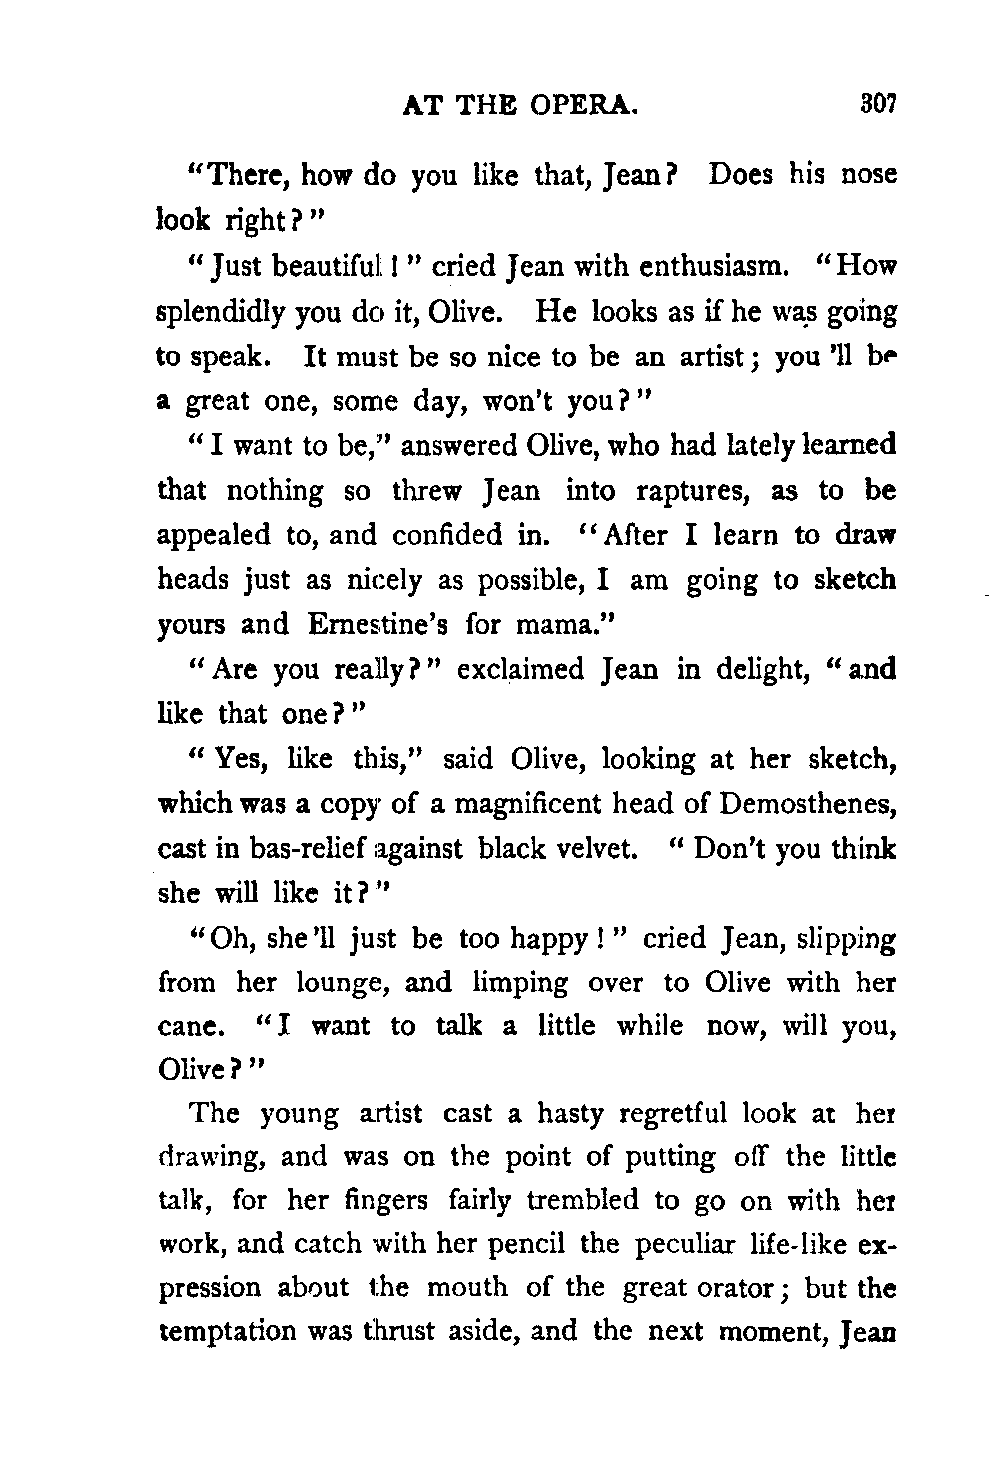 AT THE OPERA. 307
"There, how do you like that, Jean? Does his nose
look right?"
"Just beautiful!" cried Jean with enthusiasm. "How
splendidly you do it, Olive. He looks as if he was going
to speak. It must be so nice to be an artist; you 'll be
a great one, some day, won't you?"
"I want to be," answered Olive, who had lately learned
that nothing so threw Jean into raptures, as to be
appealed to, and confided in. "After I learn to draw
heads just as nicely as possible, I am going to sketch
yours and Ernestine's for mama."
"Are you really?" exclaimed Jean in delight, "and
like that one?"
"Yes, like this," said Olive, looking at her sketch,
which was a copy of a magnificent head of Demosthenes,
cast in bas-relief against black velvet. "Don't you think
she will like it?"
"Oh, she 'll just be too happy!" cried Jean, slipping
from her lounge, and limping over to Olive with her
cane. "I want to talk a little while now, will you,
Olive?"
The young artist cast a hasty regretful look at her
drawing, and was on the point of putting off the little
talk, for her fingers fairly trembled to go on with her
work, and catch with her pencil the peculiar life-like ex-
pression about the mouth of the great orator; but the
temptation was thrust aside, and the next moment, Jean